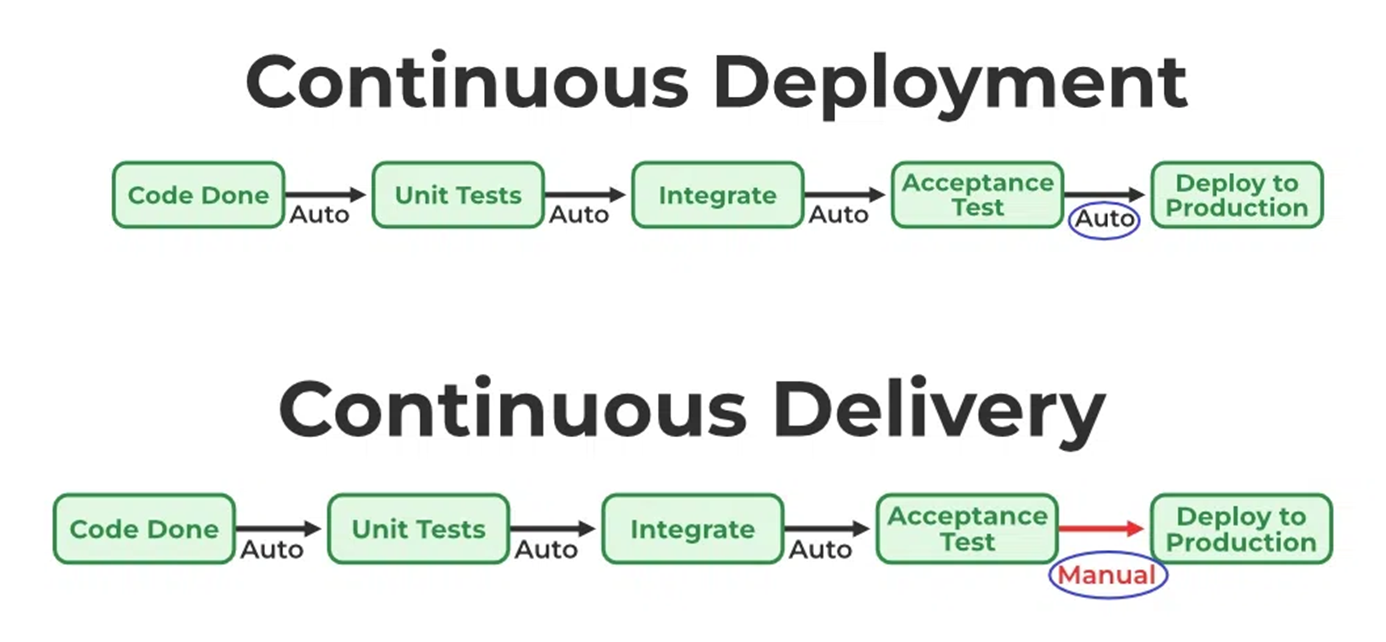 Continuous Deployment
Code Done
Auto
Unit Tests
Auto
Integrate
Auto
Acceptance
Test
Auto
Deploy to
Production
Continuous Delivery
Code Done
Auto
Unit Tests
Auto
Integrate
Auto
Acceptance
Test
Manual
Deploy to
Production